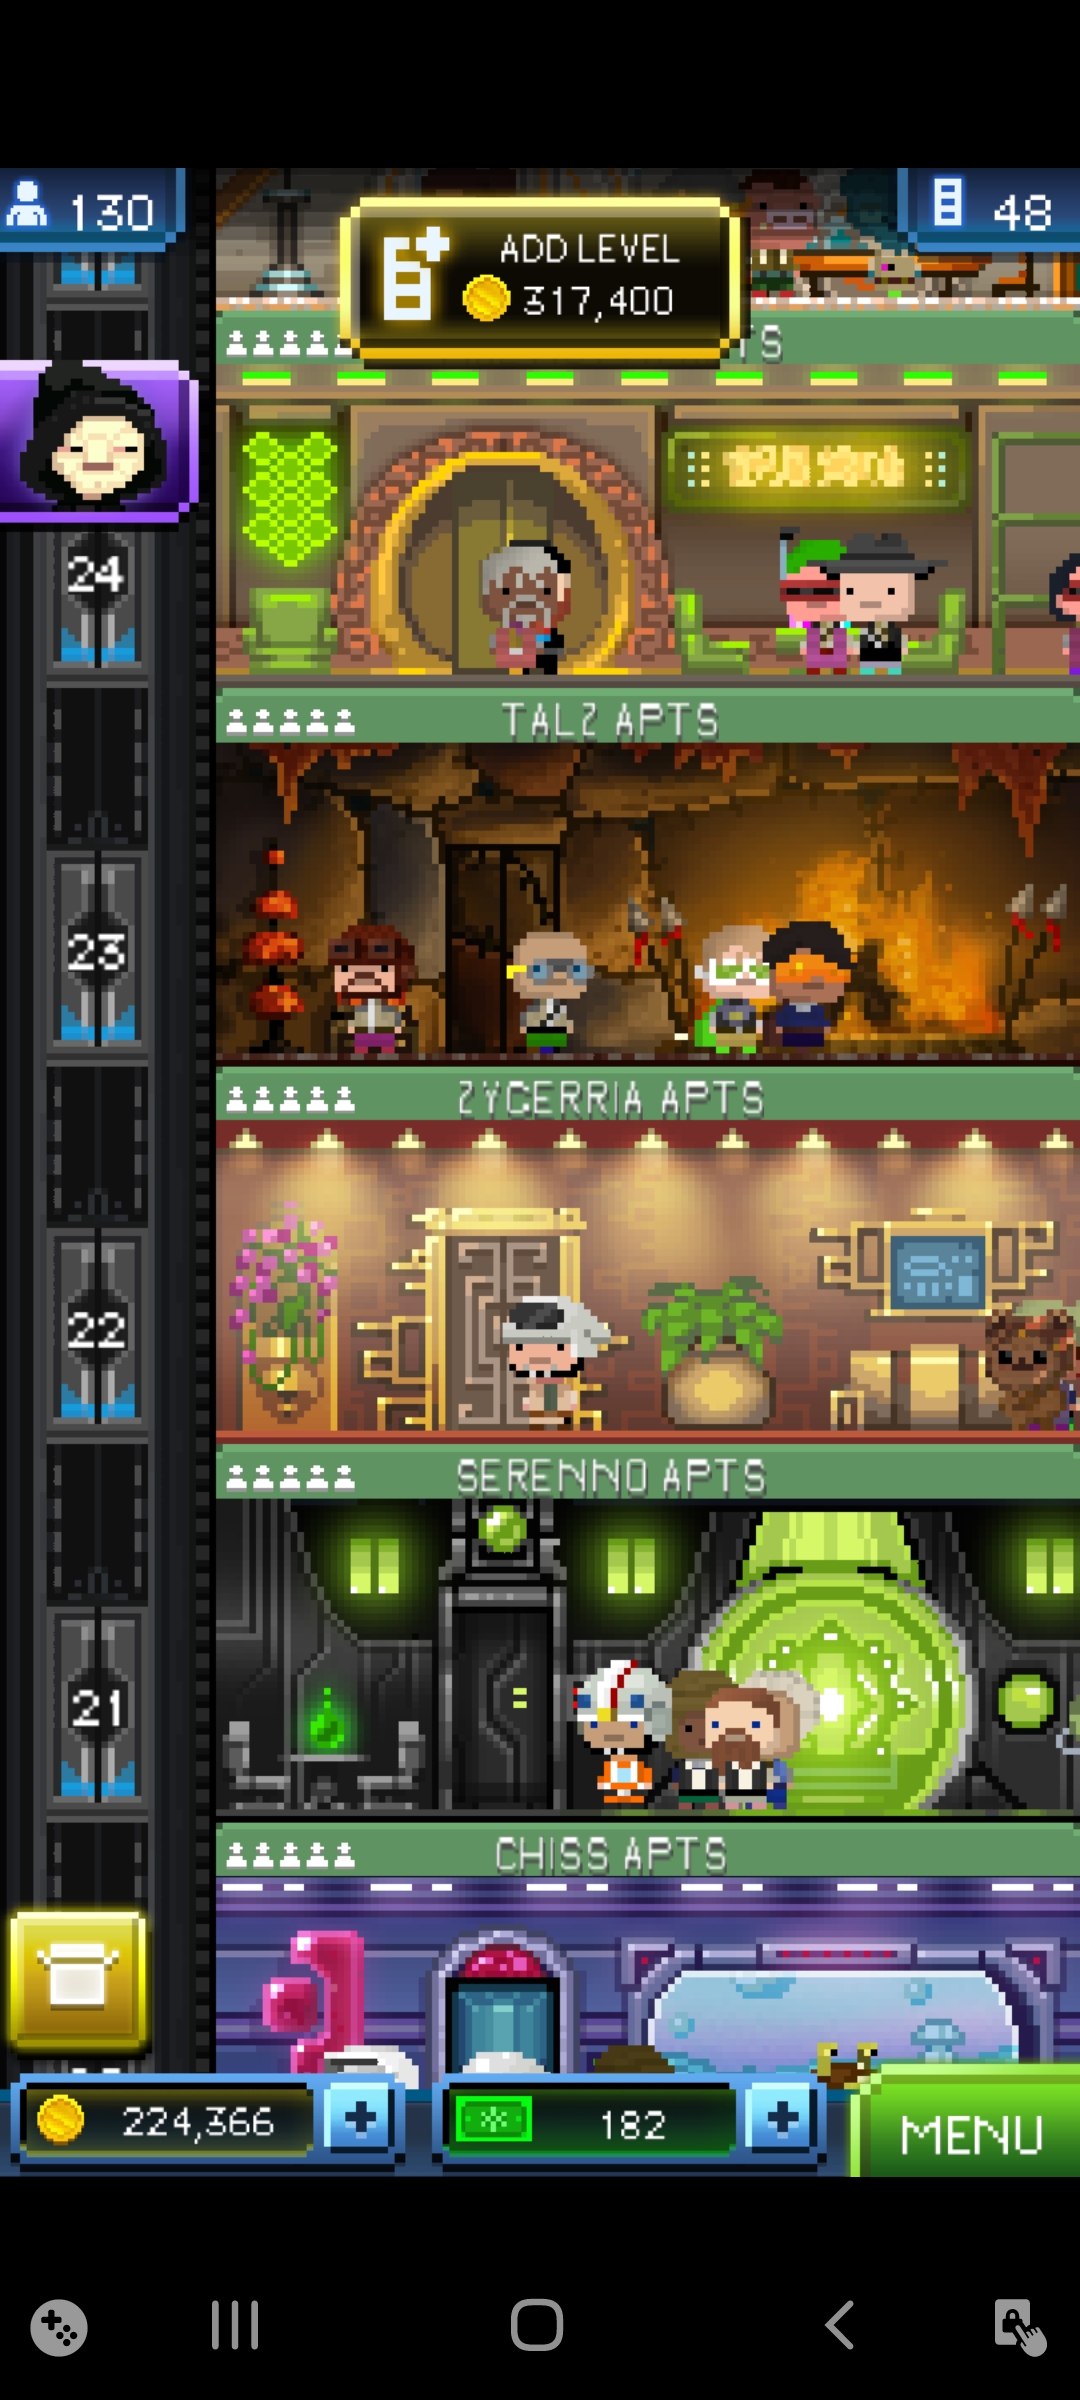 130
ADD LEVEL
317,400
48
TS
24
TALZ APTS
23
ZYGERRIA APTS
22
SERENNO APTS
21
CHISS APTS
224,366
182
MENU